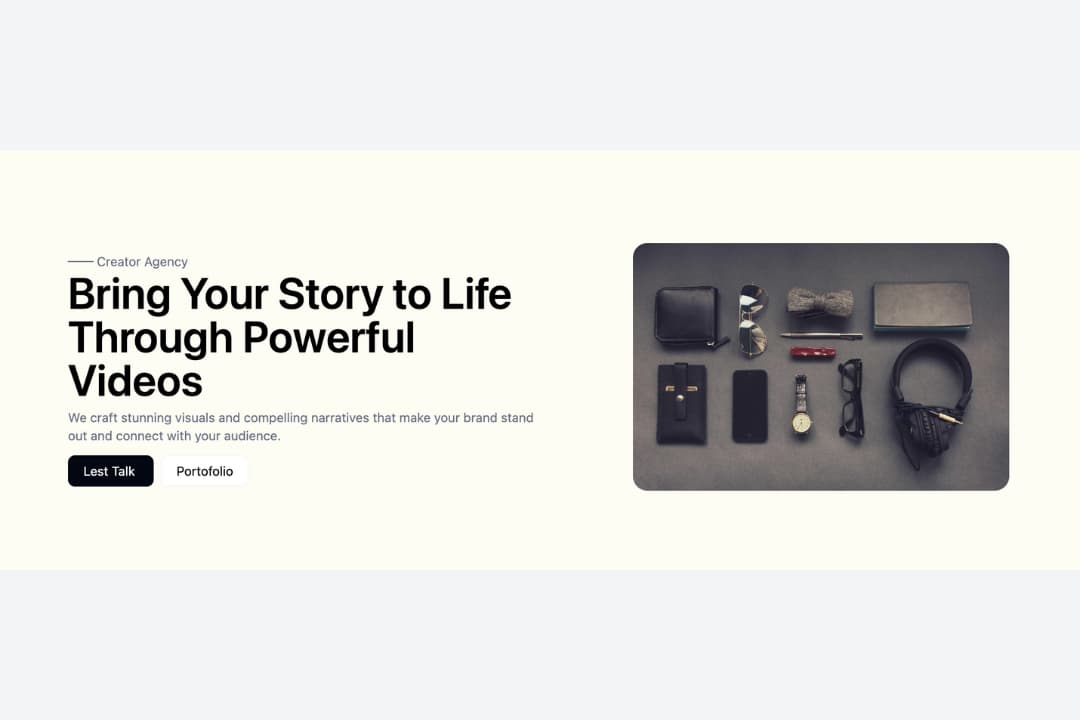 Creator Agency
Bring Your Story to Life
Through Powerful
Videos
We craft stunning visuals and compelling narratives that make your brand stand
out and connect with your audience.
Lest Talk
Portofolio